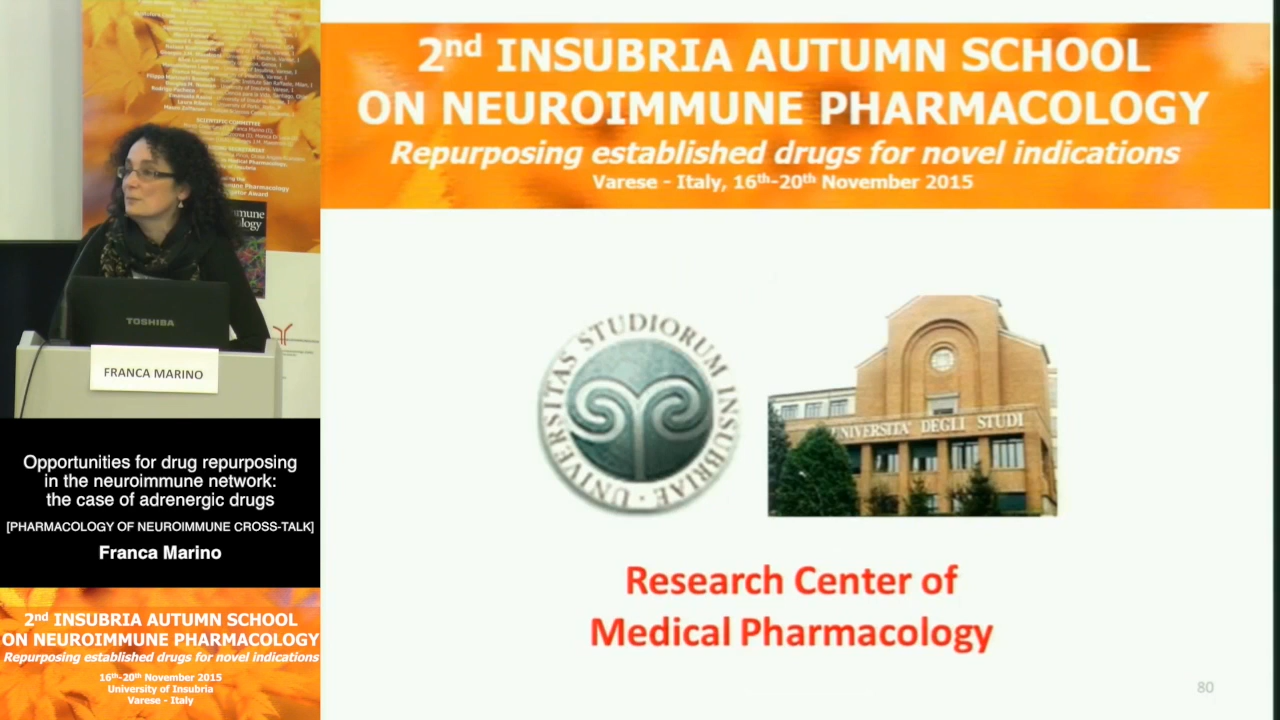 2nd INSUBRIA AUTUMN SCHOOL
ON NEUROIMMUNE PHARMACOLOGY
Repurposing established drugs for novel indications
Varese - Italy, 16th-20th November 2015
UNIVERSITAS STUDIORUM INSUBRIAE
UNIVERSITA' DEGLI STUDI
Research Center of
Medical Pharmacology
80
TOSHIBA
FRANCA MARINO
Opportunities for drug repurposing
in the neuroimmune network:
the case of adrenergic drugs
[PHARMACOLOGY OF NEUROIMMUNE CROSS-TALK]
Franca Marino
2nd INSUBRIA AUTUMN SCHOOL
ON NEUROIMMUNE PHARMACOLOGY
Repurposing established drugs for novel indications
16th-20th November 2015
University of Insubria
Varese - Italy